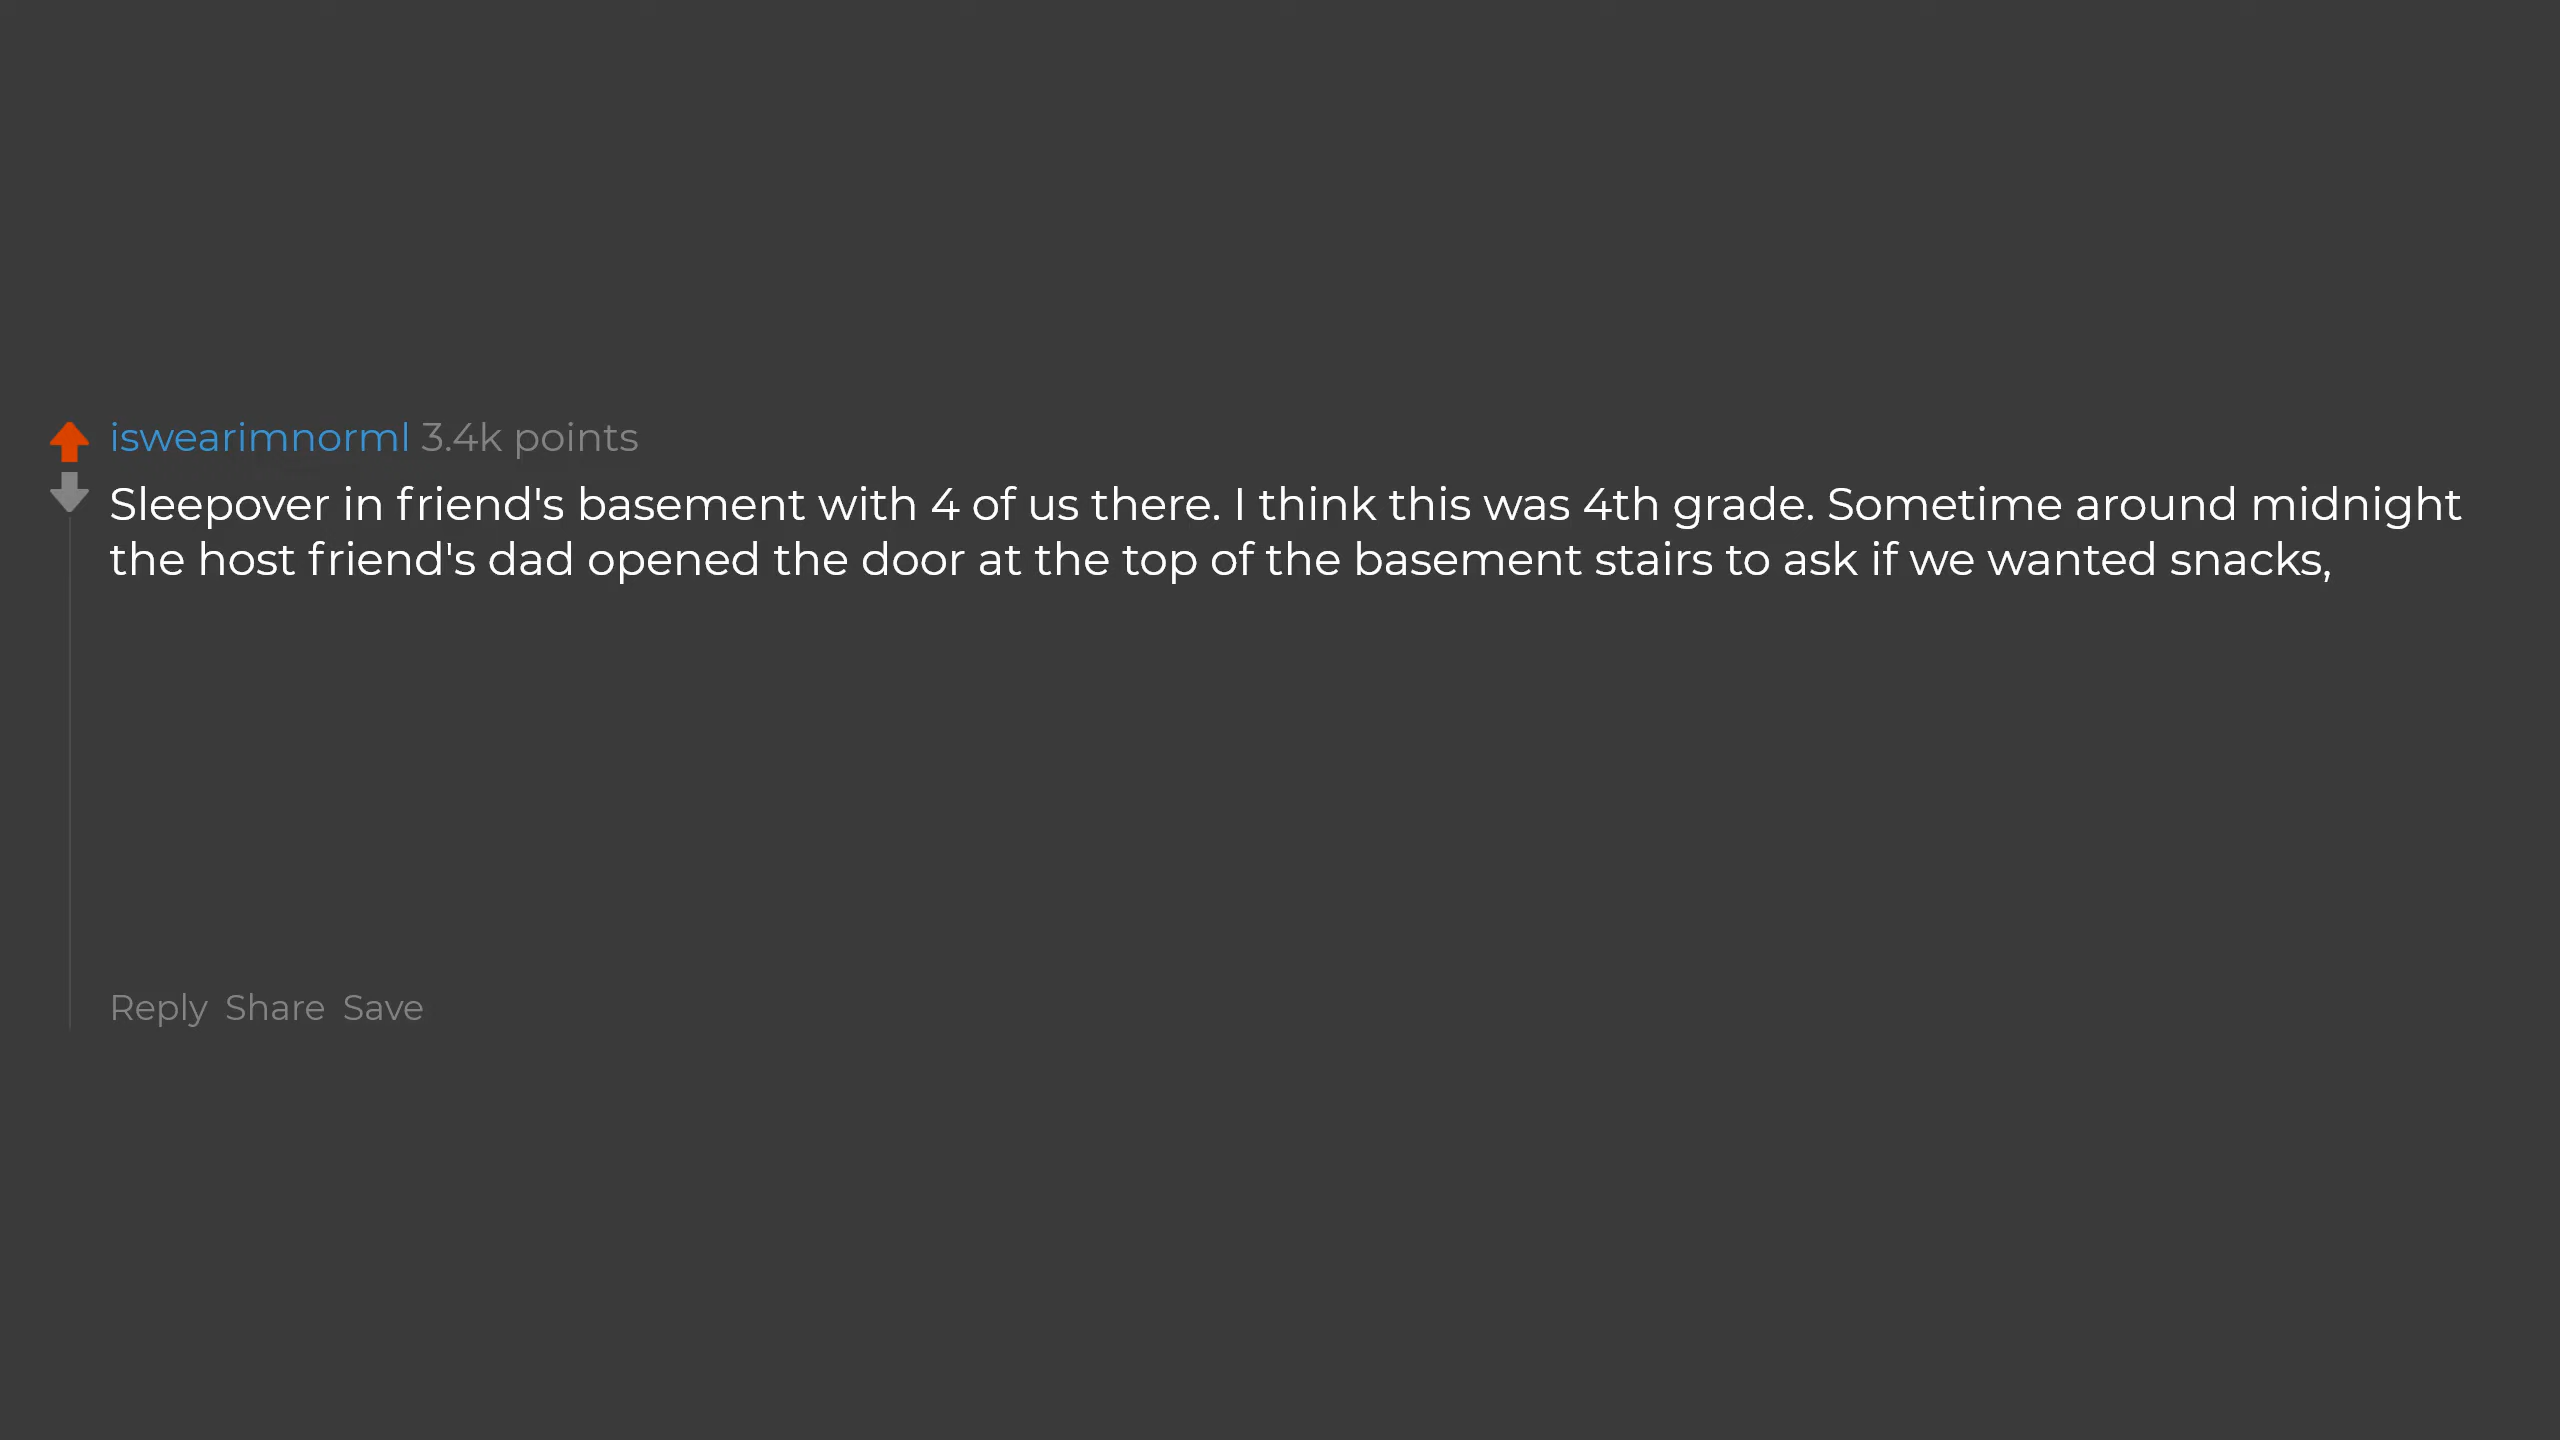 iswearimnorml 3.4k points
Sleepover in friend's basement with 4 of us there. I think this was 4th grade. Sometime around midnight
the host friend's dad opened the door at the top of the basement stairs to ask if we wanted snacks,
Reply Share Save